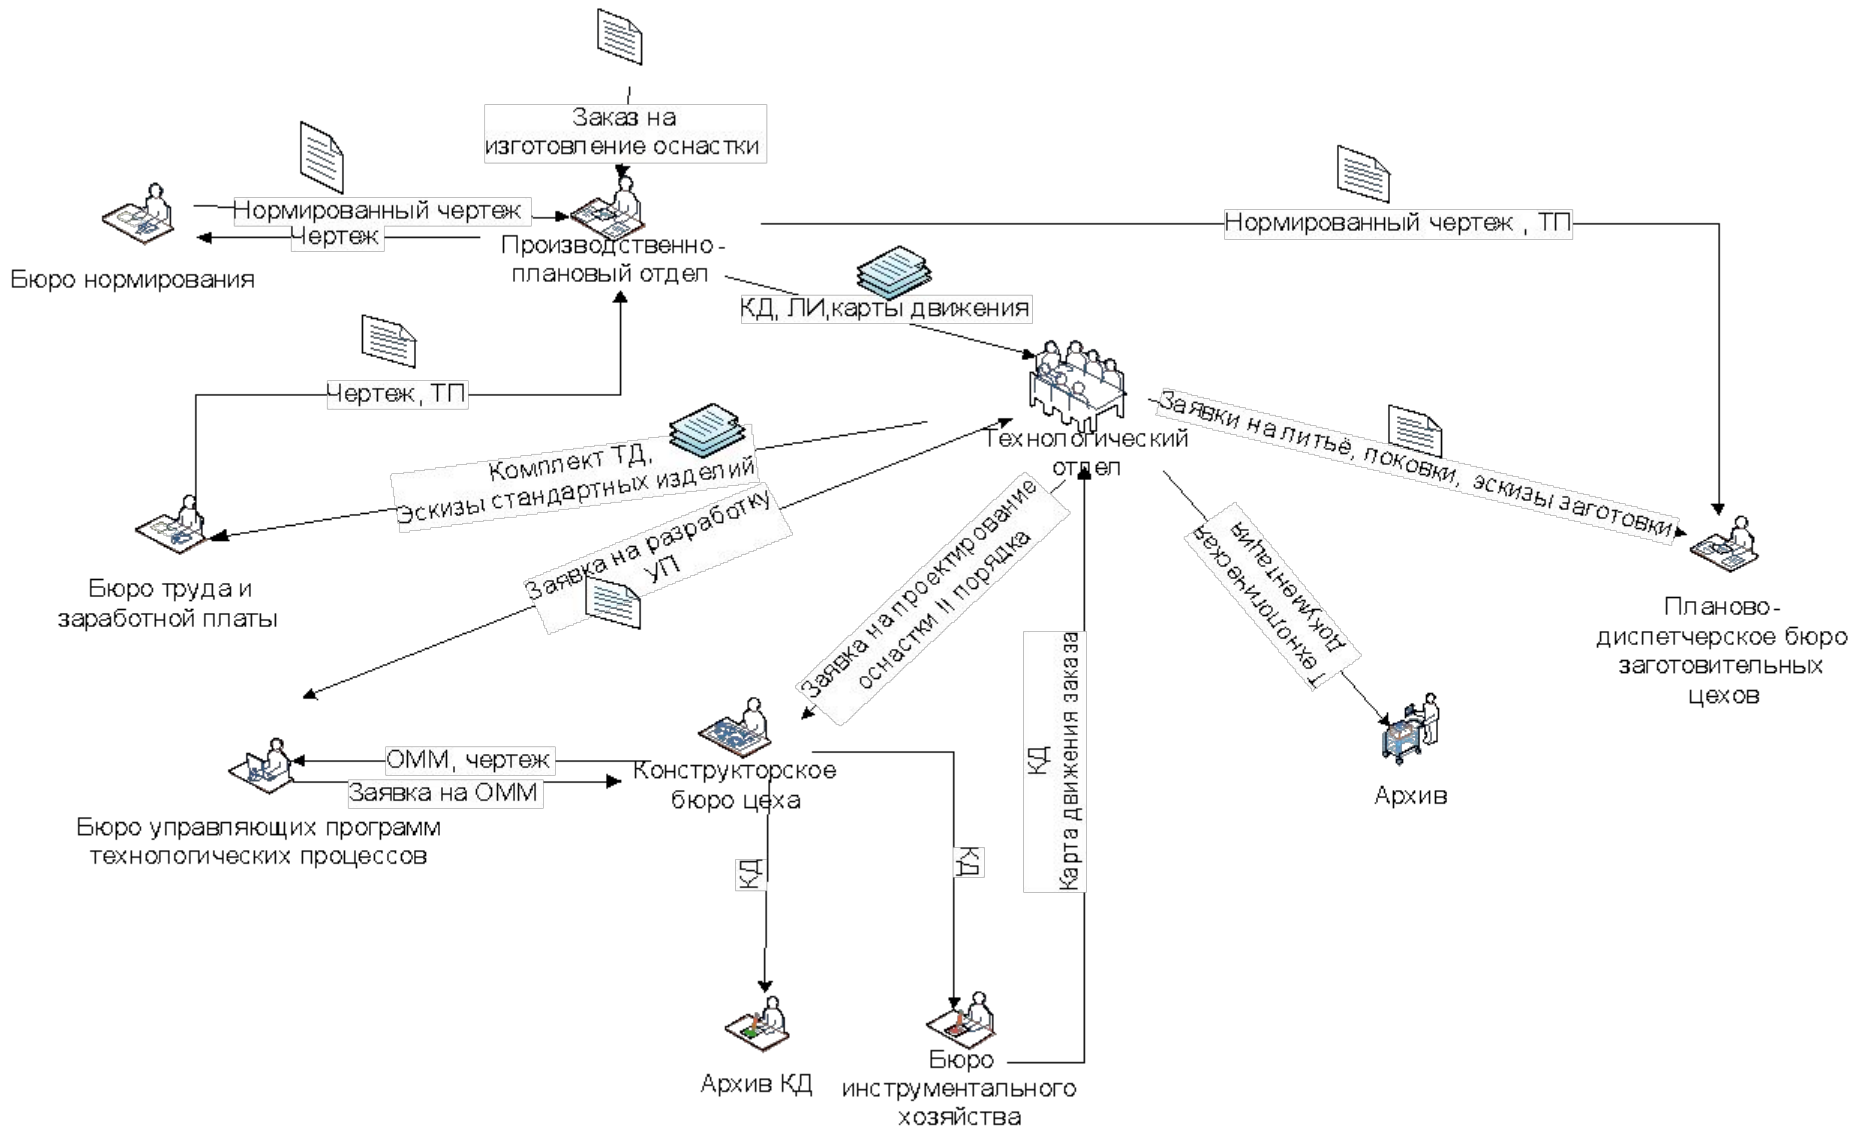 Заказ на
изготовление оснастки
Нормированный чертеж
Чертеж
Бюро нормирования
Производственно-
плановый отдел
Нормированный чертеж , ТП
КД, ЛИ,карты движения
Чертеж, ТП
Технологический
отдел
Заявки на литьё, поковки, эскизы заготовки
Комплект ТД,
Эскизы стандартных изделий
Заявка на разработку
УП
Заявка на проектирование
оснастки II порядка
Технологическая
документация
Бюро труда и
заработной платы
Планово-
диспетчерское бюро
заготовительных
цехов
КД
Карта движения заказа
ОММ, чертеж
Заявка на ОММ
Конструкторское
бюро цеха
Архив
Бюро управляющих программ
технологических процессов
КД
КД
Архив КД
Бюро
инструментального
хозяйства